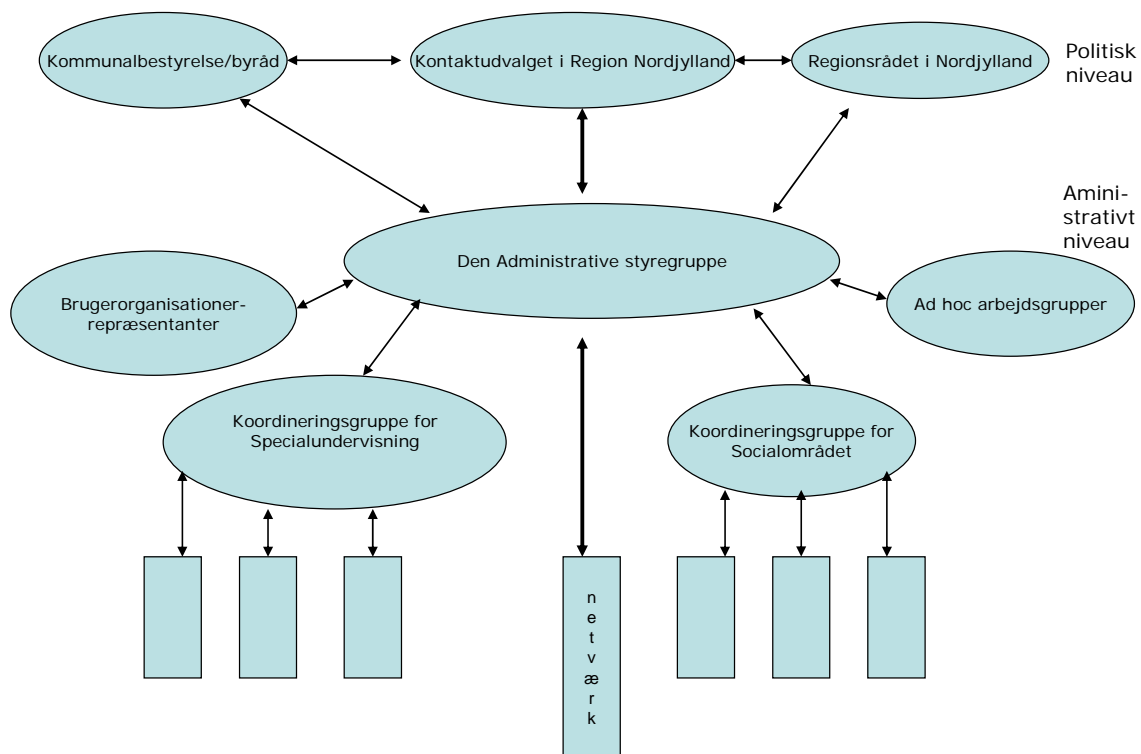 Kommunalbestyrelse/byråd
Kontaktudvalget i Region Nordjylland
Regionsrådet i Nordjylland
Politisk
niveau
Amini-
strativt
niveau
Den Administrative styregruppe
Brugerorganisationer-
repræsentanter
Ad hoc arbejdsgrupper
Koordineringsgruppe for
Specialundervisning
Koordineringsgruppe for
Socialområdet
n
e
t
v
æ
r
k